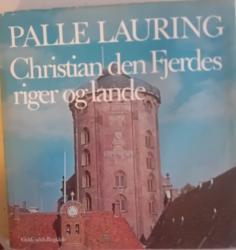 PALLE LAURING
Christian den Fjerdes
riger og lande